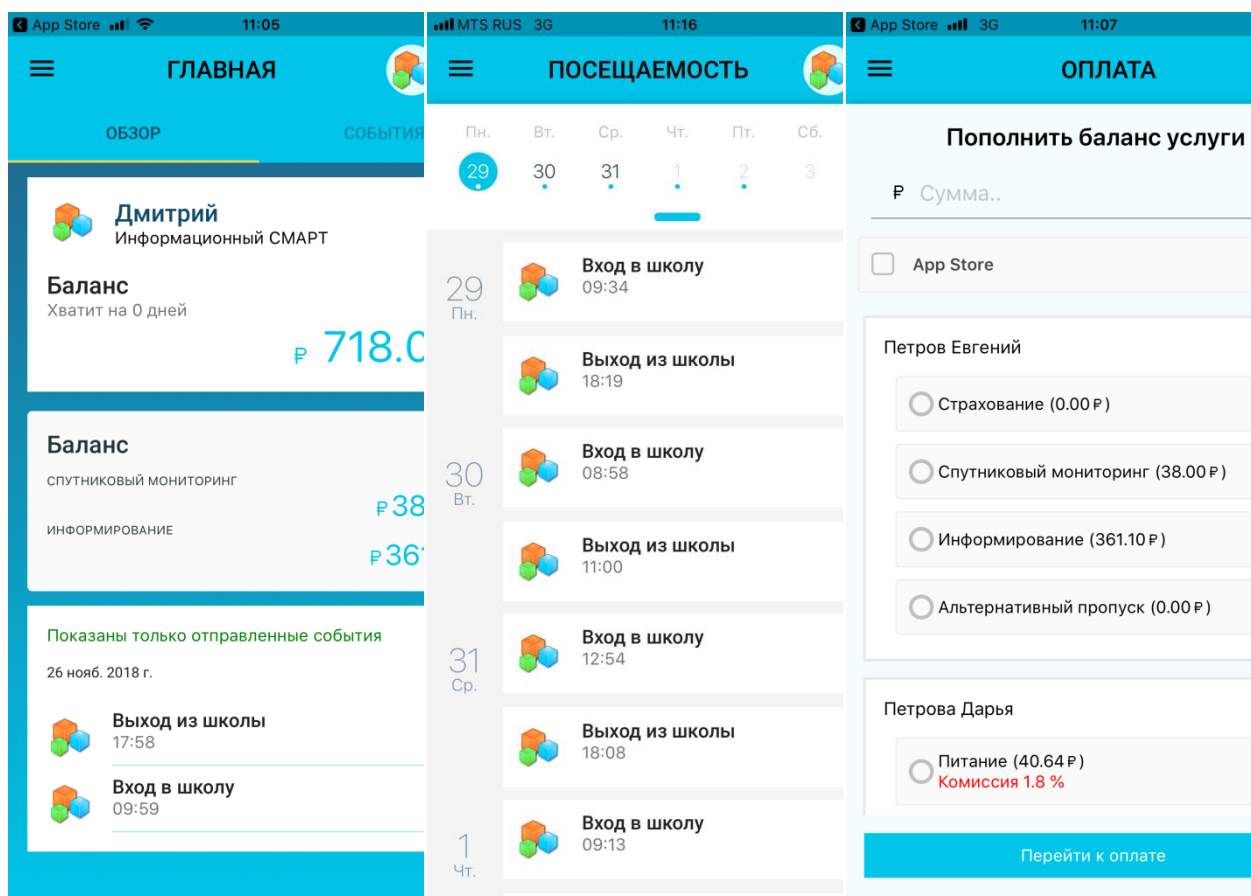 App Store 11:05
ГЛАВНАЯ
ОБЗОР СОБЫТИЯ
Дмитрий
Информационный СМАРТ
Баланс
Хватит на 0 дней
₽ 718.0
Баланс
СПУТНИКОВЫЙ МОНИТОРИНГ
₽38
ИНФОРМИРОВАНИЕ
₽361
Показаны только отправленные события
26 нояб. 2018 г.
Выход из школы
17:58
Вход в школу
09:59
MTS RUS 3G 11:16
ПОСЕЩАЕМОСТЬ
Пн. Вт. Ср. Чт. Пт. Сб.
29 30 31 1 2 3
29
Пн.
Вход в школу
09:34
Выход из школы
18:19
30
Вт.
Вход в школу
08:58
Выход из школы
11:00
31
Ср.
Вход в школу
12:54
Выход из школы
18:08
1
Чт.
Вход в школу
09:13
App Store 3G 11:07
ОПЛАТА
Пополнить баланс услуги
₽ Сумма..
App Store
Петров Евгений
Страхование (0.00 ₽)
Спутниковый мониторинг (38.00 ₽)
Информирование (361.10 ₽)
Альтернативный пропуск (0.00 ₽)
Петрова Дарья
Питание (40.64 ₽)
Комиссия 1.8 %
Перейти к оплате